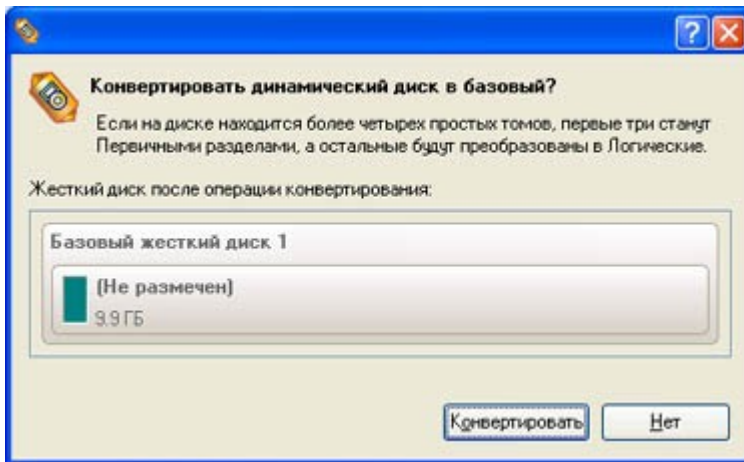 Конвертировать динамический диск в базовый?
Если на диске находится более четырех простых томов, первые три станут
Первичными разделами, а остальные будут преобразованы в Логические.
Жесткий диск после операции конвертирования:
Базовый жесткий диск 1
(Не размечен)
9.9 ГБ
Конвертировать
Нет